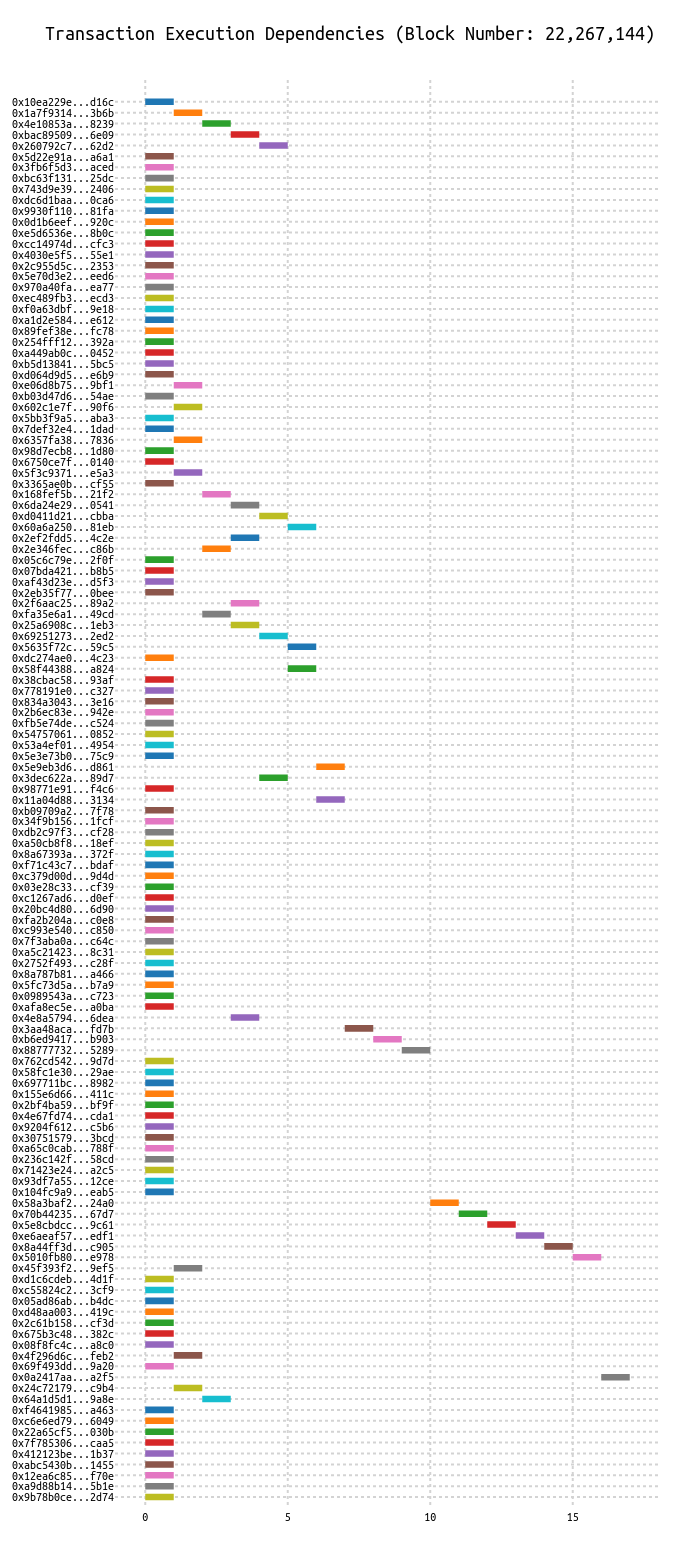 Transaction Execution Dependencies (Block Number: 22,267,144)
0x10ea229e...d16c
0x1a7f9314...3b6b
0x4e10853a...8239
0xbac89509...6e09
0x260792c7...62d2
0x5d22e91a...a6a1
0x3fb6f5d3...aced
0xbc63f131...25dc
0x743d9e39...2406
0xdc6d1baa...0ca6
0x9930f110...81fa
0x0d1b6eef...920c
0xe5d6536e...8b0c
0xcc14974d...cfc3
0x4030e5f5...55e1
0x2c955d5c...2353
0x5e70d3e2...eed6
0x970a40fa...ea77
0xec489fb3...ecd3
0xf0a63dbf...9e18
0xa1d2e584...e612
0x89fef38e...fc78
0x254fff12...392a
0xa449ab0c...0452
0xb5d13841...5bc5
0xd064d9d5...e6b9
0xe06d8b75...9bf1
0xb03d47d6...54ae
0x602c1e7f...90f6
0x5bb3f9a5...aba3
0x7def32e4...1dad
0x6357fa38...7836
0x98d7ecb8...1d80
0x6750ce7f...0140
0x5f3c9371...e5a3
0x3365ae0b...cf55
0x168fef5b...21f2
0x6da24e29...0541
0xd0411d21...cbba
0x60a6a250...81eb
0x2ef2fdd5...4c2e
0x2e346fec...c86b
0x05c6c79e...2f0f
0x07bda421...b8b5
0xaf43d23e...d5f3
0x2eb35f77...0bee
0x2f6aac25...89a2
0xfa35e6a1...49cd
0x25a6908c...1eb3
0x69251273...2ed2
0x5635f72c...59c5
0xdc274ae0...4c23
0x58f44388...a824
0x38cbac58...93af
0x778191e0...c327
0x834a3043...3e16
0x2b6ec83e...942e
0xfb5e74de...c524
0x54757061...0852
0x53a4ef01...4954
0x5e3e73b0...75c9
0x5e9eb3d6...d861
0x3dec622a...89d7
0x98771e91...f4c6
0x11a04d88...3134
0xb09709a2...7f78
0x34f9b156...1fcf
0xdb2c97f3...cf28
0xa50cb8f8...18ef
0x8a67393a...372f
0xf71c43c7...bdaf
0xc379d00d...9d4d
0x03e28c33...cf39
0xc1267ad6...d0ef
0x20bc4d80...6d90
0xfa2b204a...c0e8
0xc993e540...c850
0x7f3aba0a...c64c
0xa5c21423...8c31
0x2752f493...c28f
0x8a787b81...a466
0x5fc73d5a...b7a9
0x0989543a...c723
0xafa8ec5e...a0ba
0x4e8a5794...6dea
0x3aa48aca...fd7b
0xb6ed9417...b903
0x88777732...5289
0x762cd542...9d7d
0x58fc1e30...29ae
0x697711bc...8982
0x155e6d66...411c
0x2bf4ba59...bf9f
0x4e67fd74...cda1
0x9204f612...c5b6
0x30751579...3bcd
0xa65c0cab...788f
0x236c142f...58cd
0x71423e24...a2c5
0x93df7a55...12ce
0x104fc9a9...eab5
0x58a3baf2...24a0
0x70b44235...67d7
0x5e8cbdcc...9c61
0xe6aeaf57...edf1
0x8a44ff3d...c905
0x5010fb80...e978
0x45f393f2...9ef5
0xd1c6cdeb...4d1f
0xc55824c2...3cf9
0x05ad86ab...b4dc
0xd48aa003...419c
0x2c61b158...cf3d
0x675b3c48...382c
0x08f8fc4c...a8c0
0x4f296d6c...feb2
0x69f493dd...9a20
0x0a2417aa...a2f5
0x24c72179...c9b4
0x64a1d5d1...9a8e
0xf4641985...a463
0xc6e6ed79...6049
0x22a65cf5...030b
0x7f785306...caa5
0x412123be...1b37
0xabc5430b...1455
0x12ea6c85...f70e
0xa9d88b14...5b1e
0x9b78b0ce...2d74
0 5 10 15